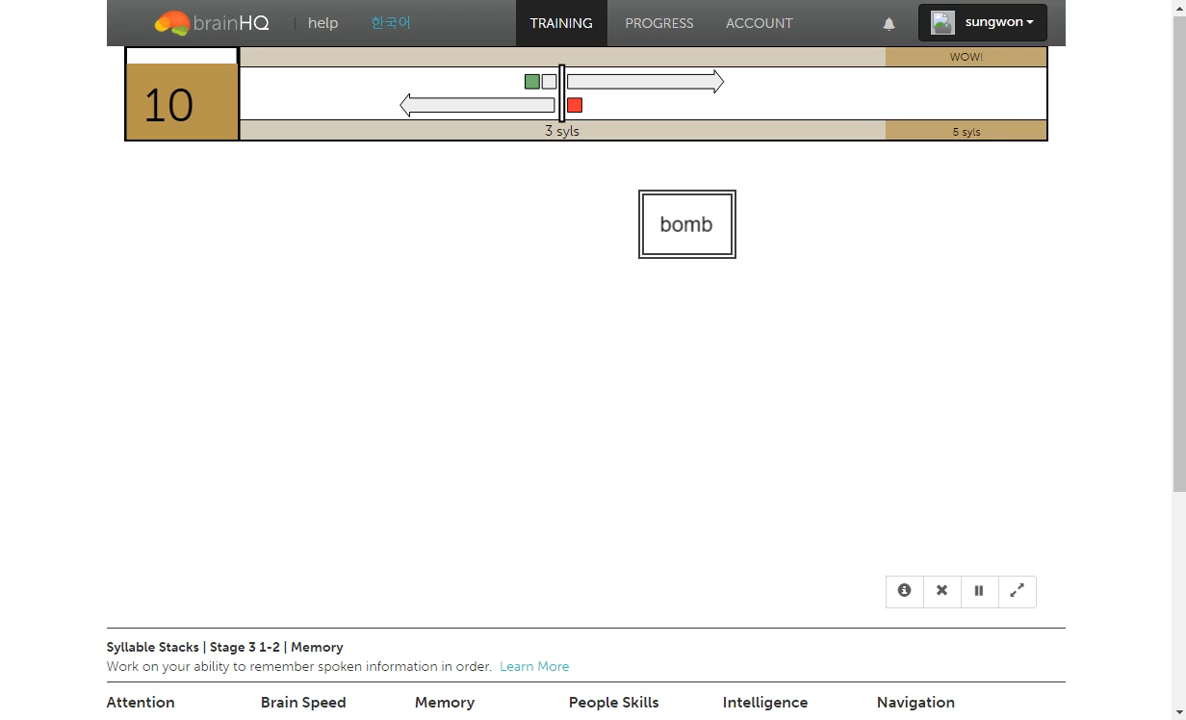 brainHQ help 한국어 TRAINING PROGRESS ACCOUNT sungwon
WOW!
10
3 syls 5 syls
bomb
Syllable Stacks | Stage 3 1-2 | Memory
Work on your ability to remember spoken information in order. Learn More
Attention Brain Speed Memory People Skills Intelligence Navigation